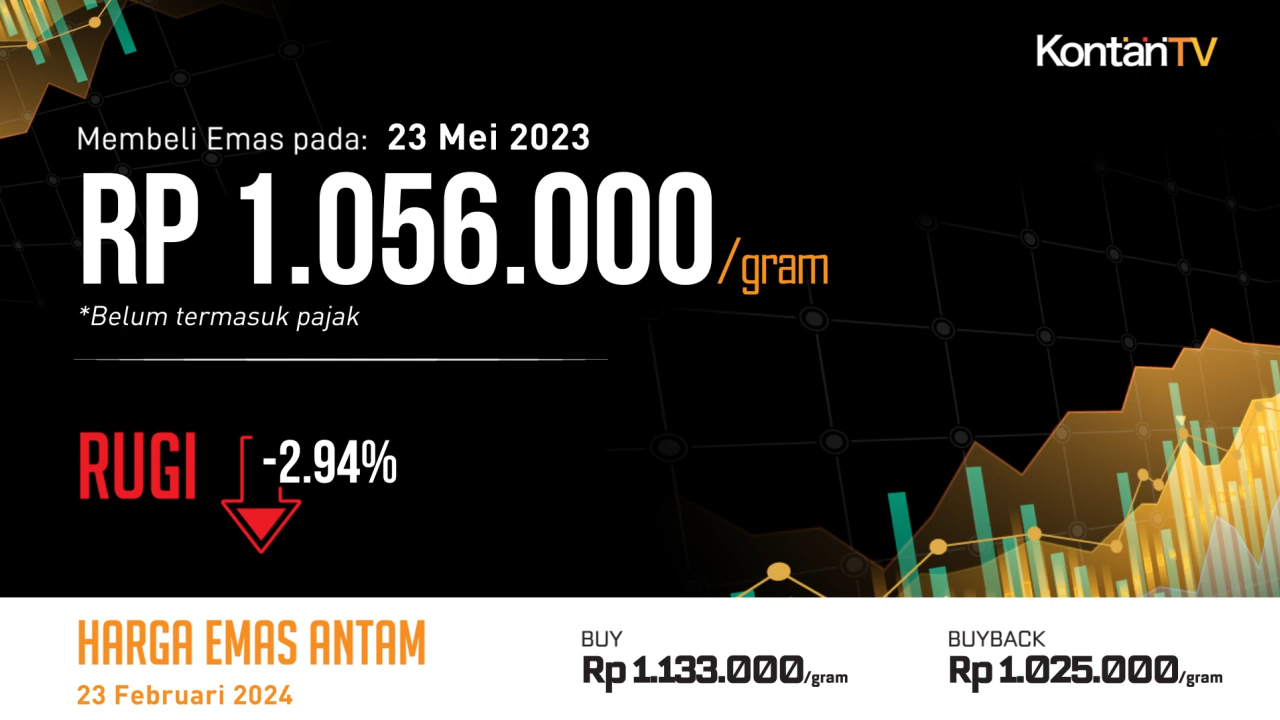 KontanTV
Membeli Emas pada: 23 Mei 2023
RP 1.056.000/gram
*Belum termasuk pajak
RUGI -2.94%
HARGA EMAS ANTAM
23 Februari 2024
BUY
Rp 1.133.000/gram
BUYBACK
Rp 1.025.000/gram